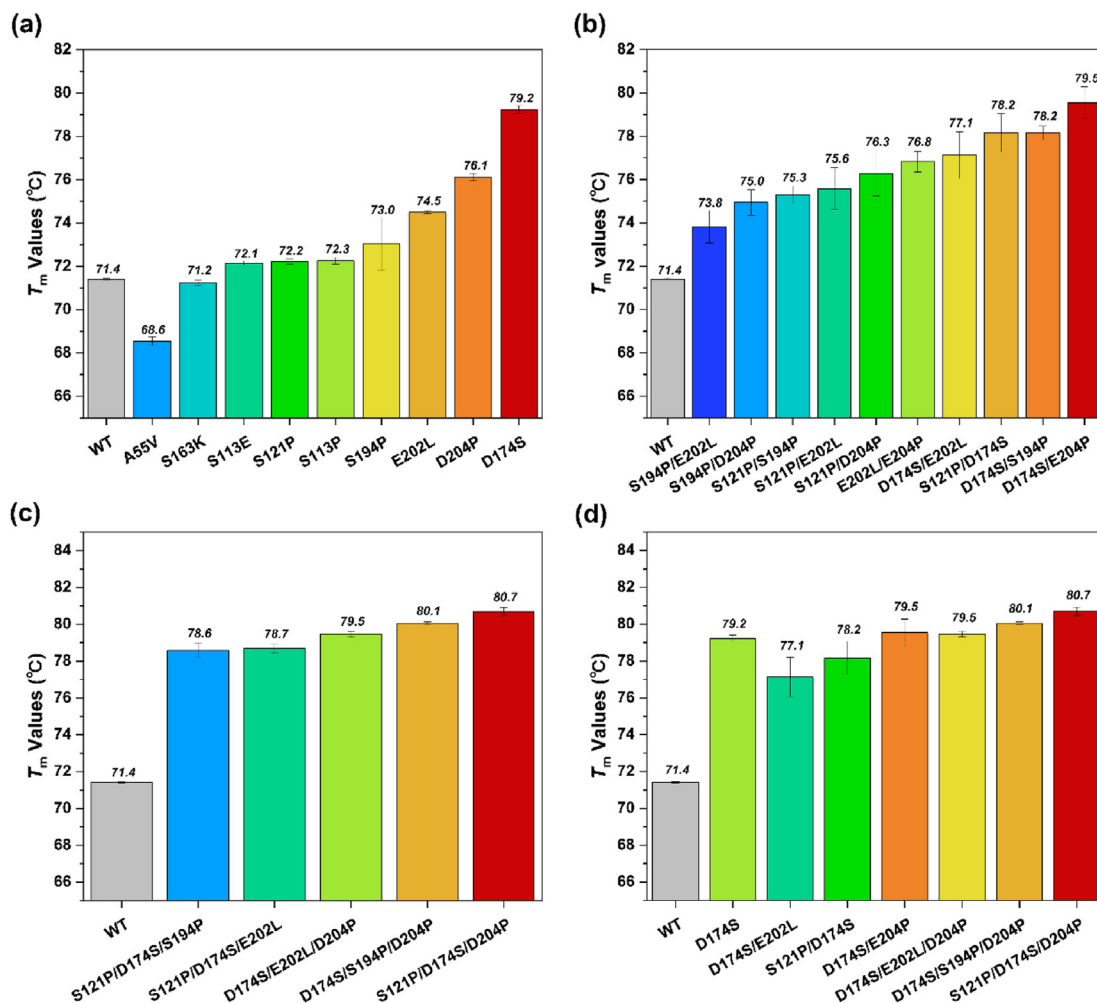 (a)
82
80
78
76
74
72
70
68
66
Tm Values (℃)
71.4
68.6
71.2
72.1
72.2
72.3
73.0
74.5
76.1
79.2
WT
A55V
S163K
S113E
S121P
S113P
S194P
E202L
D204P
D174S
(b)
82
80
78
76
74
72
70
68
66
Tm values (℃)
71.4
73.8
75.0
75.3
75.6
76.3
76.8
77.1
78.2
78.2
79.5
WT
S194P/E202L
S194P/D204P
S121P/S194P
S121P/E202L
S121P/D204P
E202L/E204P
D174S/E202L
S121P/D174S
D174S/S194P
D174S/E204P
(c)
84
82
80
78
76
74
72
70
68
66
Tm Values (℃)
71.4
78.6
78.7
79.5
80.1
80.7
WT
S121P/D174S/S194P
S121P/D174S/E202L
D174S/E202L/D204P
D174S/S194P/D204P
S121P/D174S/D204P
(d)
84
82
80
78
76
74
72
70
68
66
Tm Values (℃)
71.4
79.2
77.1
78.2
79.5
79.5
80.1
80.7
WT
D174S
D174S/E202L
S121P/D174S
D174S/E204P
D174S/E202L/D204P
D174S/S194P/D204P
S121P/D174S/D204P